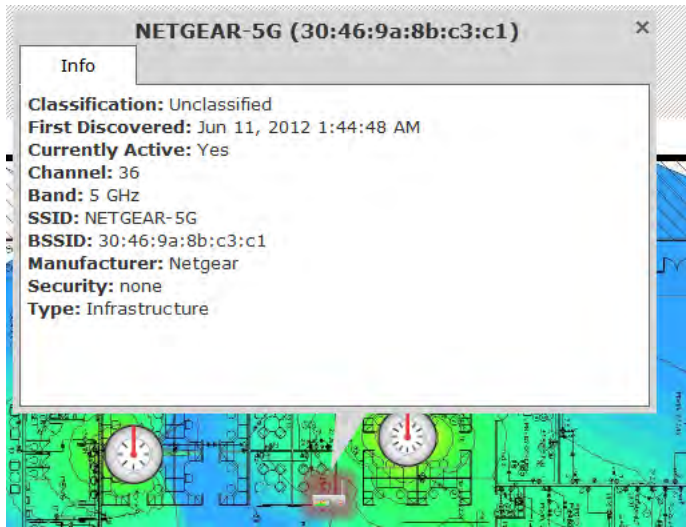 NETGEAR-5G (30:46:9a:8b:c3:c1)
×
Info
Classification: Unclassified
First Discovered: Jun 11, 2012 1:44:48 AM
Currently Active: Yes
Channel: 36
Band: 5 GHz
SSID: NETGEAR-5G
BSSID: 30:46:9a:8b:c3:c1
Manufacturer: Netgear
Security: none
Type: Infrastructure